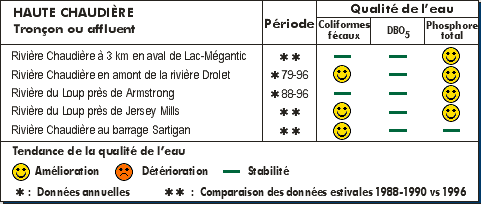 HAUTE CHAUDIÈRE
Tronçon ou affluent
Période
Qualité de l'eau
Coliformes fécaux
DBO5
Phosphore total
Rivière Chaudière à 3 km en aval de Lac-Mégantic ✱✱
Rivière Chaudière en amont de la rivière Drolet ✱79-96
Rivière du Loup près de Armstrong ✱88-96
Rivière du Loup près de Jersey Mills ✱✱
Rivière Chaudière au barrage Sartigan ✱✱
Tendance de la qualité de l'eau
Amélioration Détérioration Stabilité
✱ : Données annuelles ✱✱ : Comparaison des données estivales 1988-1990 vs 1996